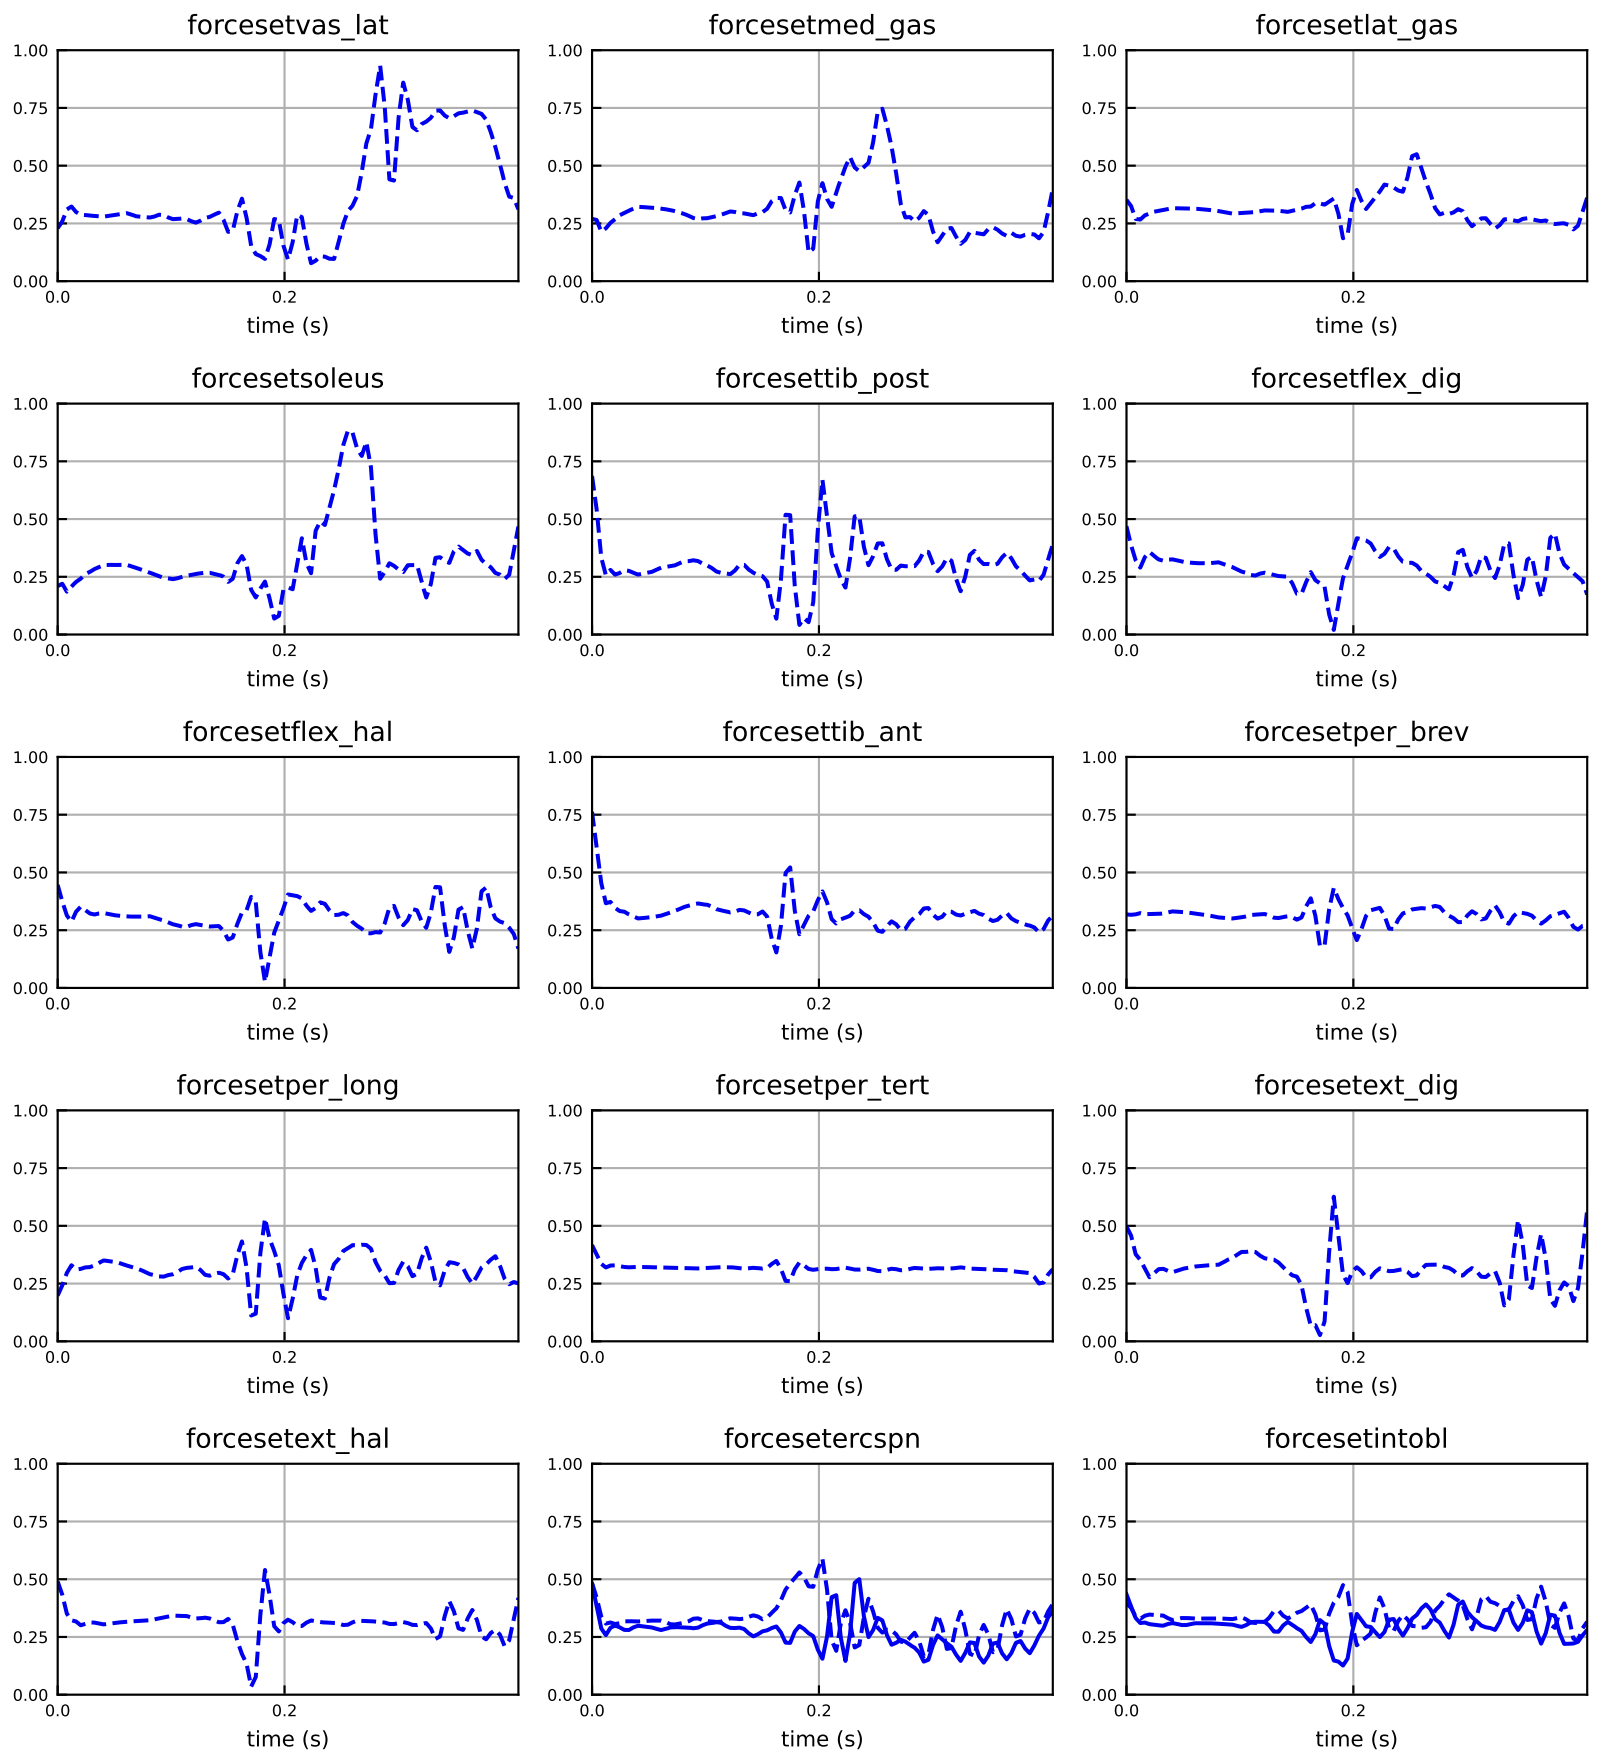 forcesetvas_lat forcesetmed_gas forcesetlat_gas
1.00 1.00 1.00
0.75 0.75 0.75
0.50 0.50 0.50
0.25 0.25 0.25
0.00 0.00 0.00
0.0 0.2 0.0 0.2 0.0 0.2
time (s) time (s) time (s)
forcesetsoleus forcesettib_post forcesetflex_dig
1.00 1.00 1.00
0.75 0.75 0.75
0.50 0.50 0.50
0.25 0.25 0.25
0.00 0.00 0.00
0.0 0.2 0.0 0.2 0.0 0.2
time (s) time (s) time (s)
forcesetflex_hal forcesettib_ant forcesetper_brev
1.00 1.00 1.00
0.75 0.75 0.75
0.50 0.50 0.50
0.25 0.25 0.25
0.00 0.00 0.00
0.0 0.2 0.0 0.2 0.0 0.2
time (s) time (s) time (s)
forcesetper_long forcesetper_tert forcesetext_dig
1.00 1.00 1.00
0.75 0.75 0.75
0.50 0.50 0.50
0.25 0.25 0.25
0.00 0.00 0.00
0.0 0.2 0.0 0.2 0.0 0.2
time (s) time (s) time (s)
forcesetext_hal forcesetercspn forcesetintobl
1.00 1.00 1.00
0.75 0.75 0.75
0.50 0.50 0.50
0.25 0.25 0.25
0.00 0.00 0.00
0.0 0.2 0.0 0.2 0.0 0.2
time (s) time (s) time (s)